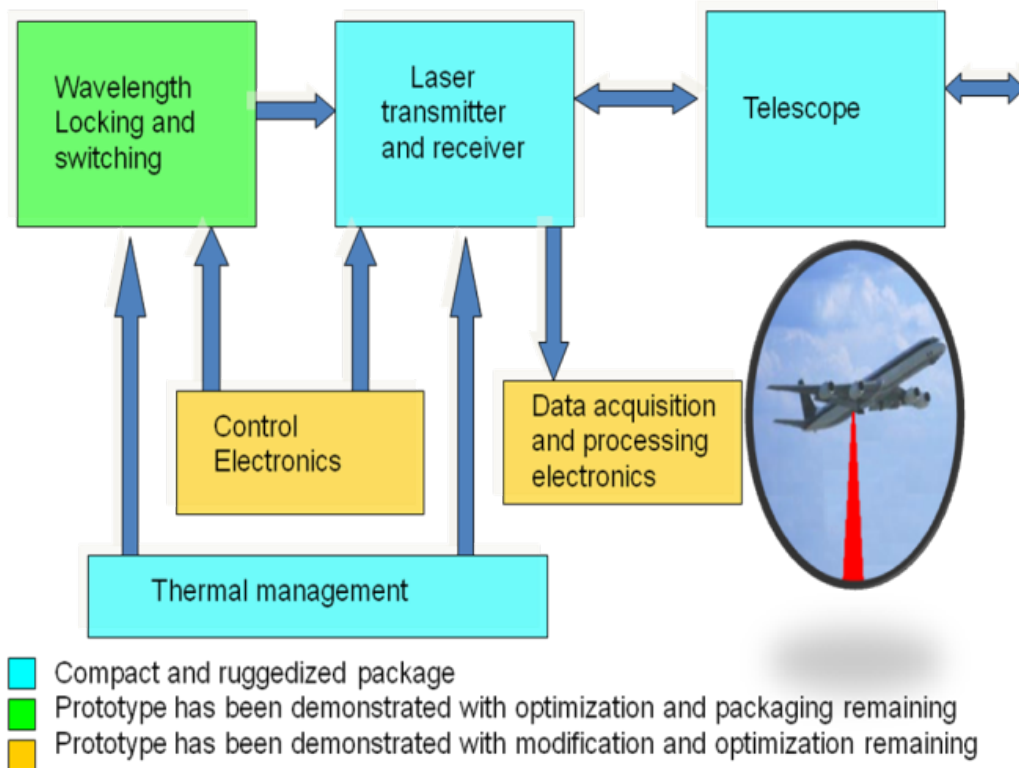 Wavelength
Locking and
switching
Laser
transmitter
and receiver
Telescope
Control
Electronics
Data acquisition
and processing
electronics
Thermal management
Compact and ruggedized package
Prototype has been demonstrated with optimization and packaging remaining
Prototype has been demonstrated with modification and optimization remaining